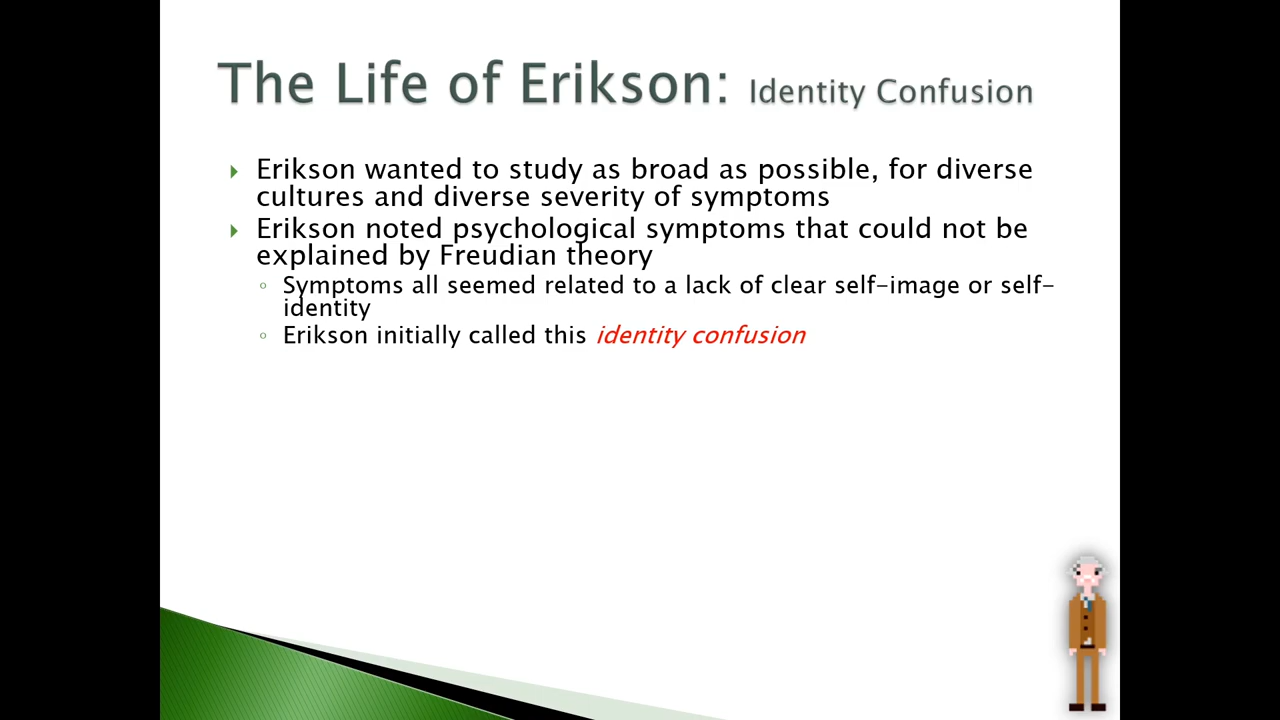 The Life of Erikson: Identity Confusion
Erikson wanted to study as broad as possible, for diverse
cultures and diverse severity of symptoms
Erikson noted psychological symptoms that could not be
explained by Freudian theory
Symptoms all seemed related to a lack of clear self-image or self-
identity
Erikson initially called this identity confusion